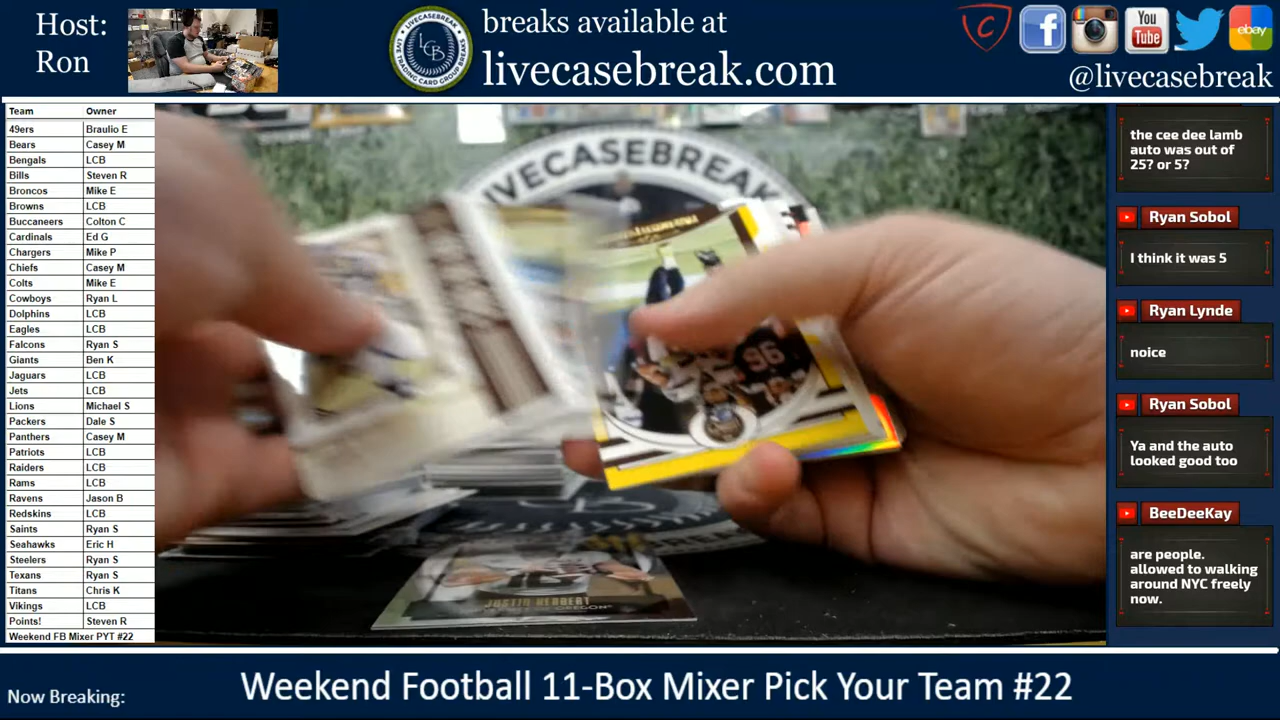 Host:
Ron
LIVECASEBREAK
LCB
breaks available at
livecasebreak.com
You
Tube
ebay
@livecasebreak
Team Owner
49ers Braulio E
Bears Casey M
Bengals LCB
Bills Steven R
Broncos Mike E
Browns LCB
Buccaneers Colton C
Cardinals Ed G
Chargers Mike P
Chiefs Casey M
Colts Mike E
Cowboys Ryan L
Dolphins LCB
Eagles LCB
Falcons Ryan S
Giants Ben K
Jaguars LCB
Jets LCB
Lions Michael S
Packers Dale S
Panthers Casey M
Patriots LCB
Raiders LCB
Rams LCB
Ravens Jason B
Redskins LCB
Saints Ryan S
Seahawks Eric H
Steelers Ryan S
Texans Ryan S
Titans Chris K
Vikings LCB
Points! Steven R
Weekend FB Mixer PYT #22
LIVECASEBREAK
96
JUSTIN HERBERT
OREGON
the cee dee lamb
auto was out of
25? or 5?
Ryan Sobol
I think it was 5
Ryan Lynde
noice
Ryan Sobol
Ya and the auto
looked good too
BeeDeeKay
are people.
allowed to walking
around NYC freely
now.
Now Breaking:
Weekend Football 11-Box Mixer Pick Your Team #22